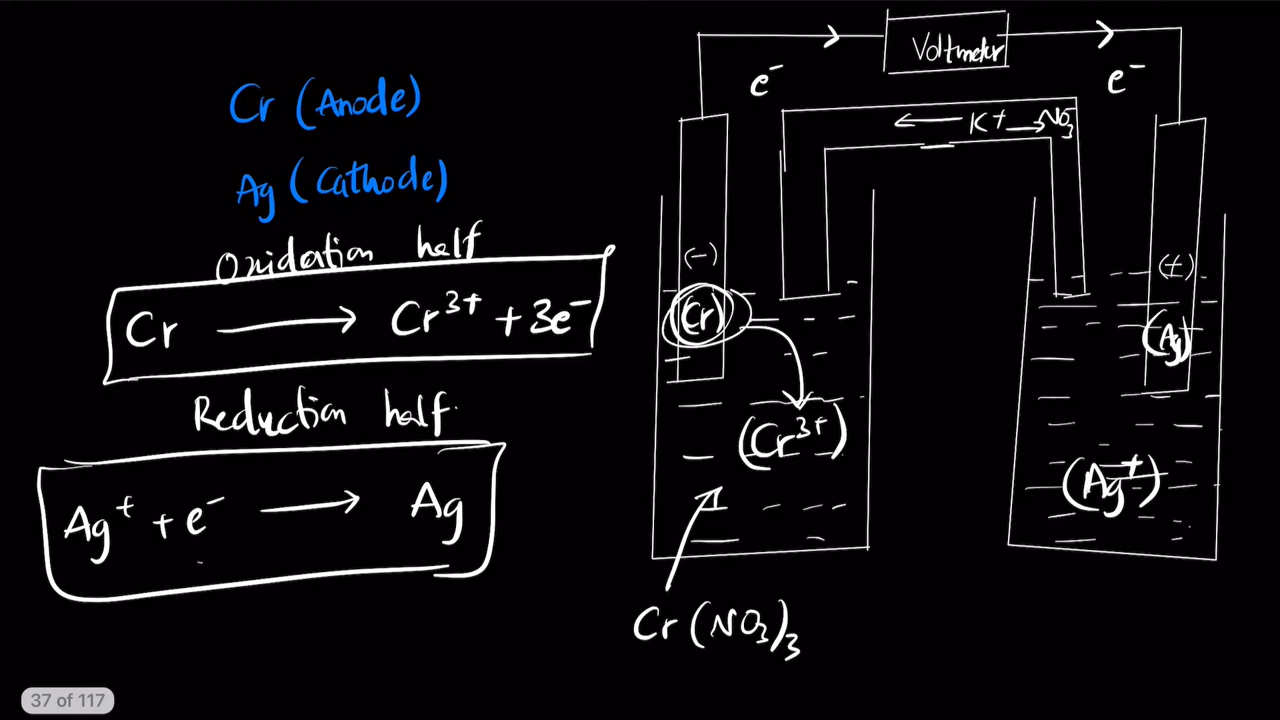 Cr (Anode)
Ag (Cathode)
Oxidation half
Cr ⟶ Cr³⁺ + 3e⁻
Reduction half
Ag⁺ + e⁻ ⟶ Ag
Voltmeter
e⁻
e⁻
← K⁺ → NO₃⁻
(-)
(Cr)
(Cr³⁺)
Cr(NO₃)₃
(+)
(Ag)
(Ag⁺)
37 of 117